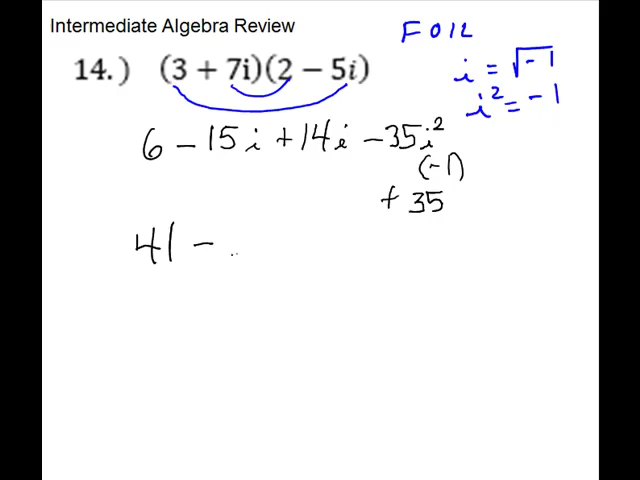 Intermediate Algebra Review
FOIL
14.) (3 + 7i)(2 − 5i)
i = √-1
i² = -1
6 - 15i + 14i - 35i²
(-1)
+ 35
41 -